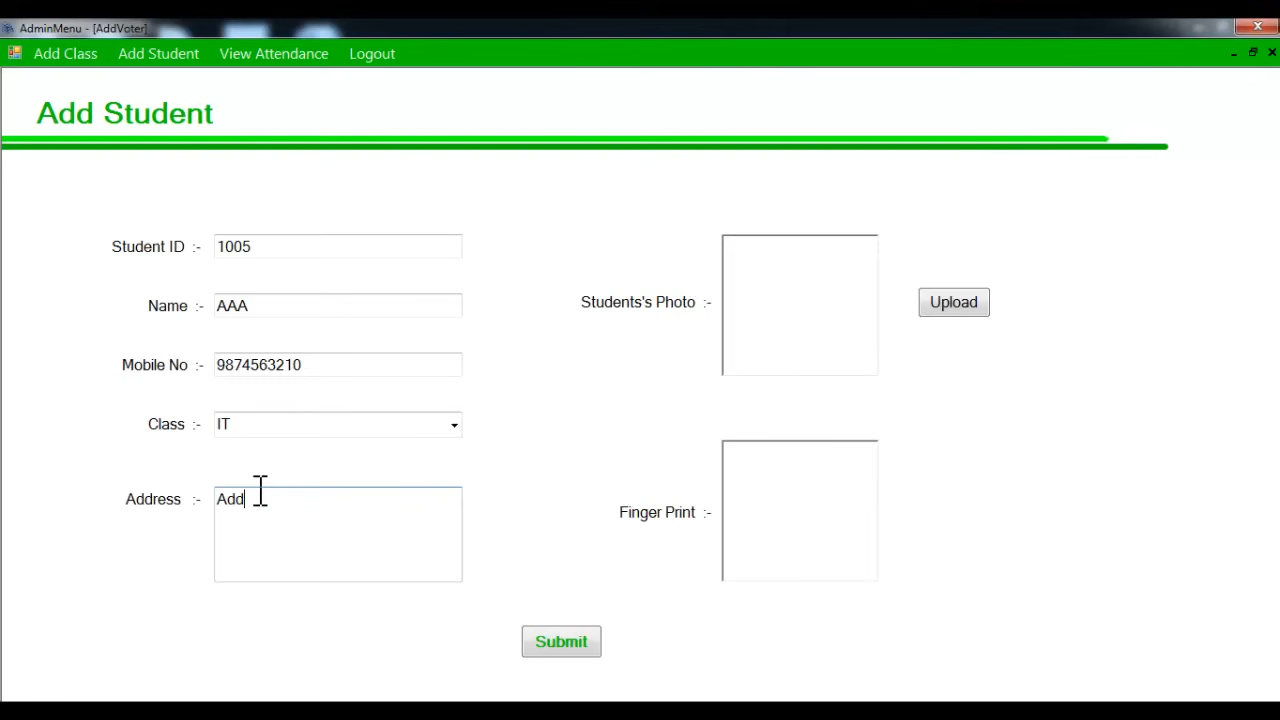 AdminMenu - [AddVoter]
Add Class Add Student View Attendance Logout
Add Student
Student ID :- 1005
Name :- AAA
Mobile No :- 9874563210
Class :- IT
Address :- Add
Students's Photo :-
Upload
Finger Print :-
Submit